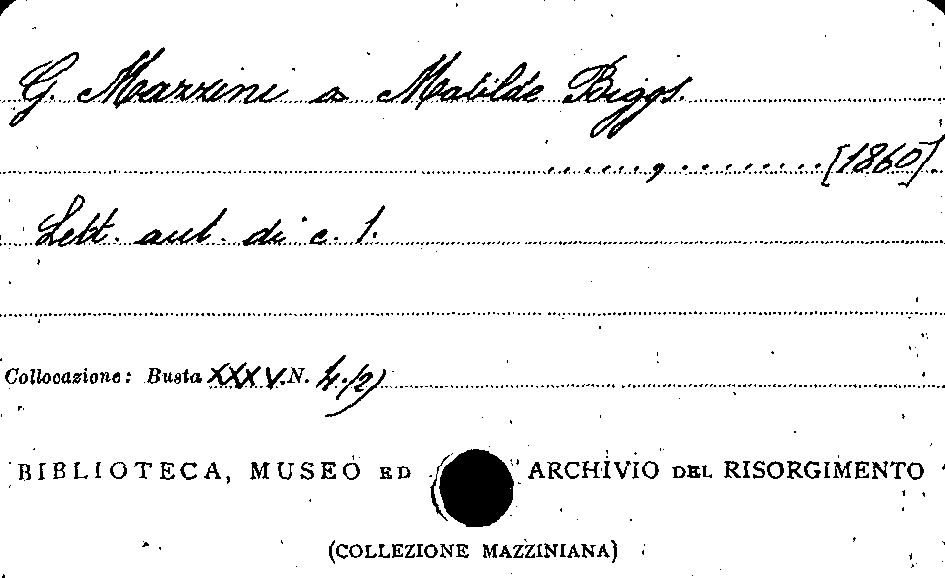 G. Mazzini a Matilde Biggs.
......, ......... [1860].
Lett. aut. di c. 1.
Collocazione: Busta XXXV. N. 4.(2)
BIBLIOTECA, MUSEO ED ARCHIVIO DEL RISORGIMENTO
(COLLEZIONE MAZZINIANA)